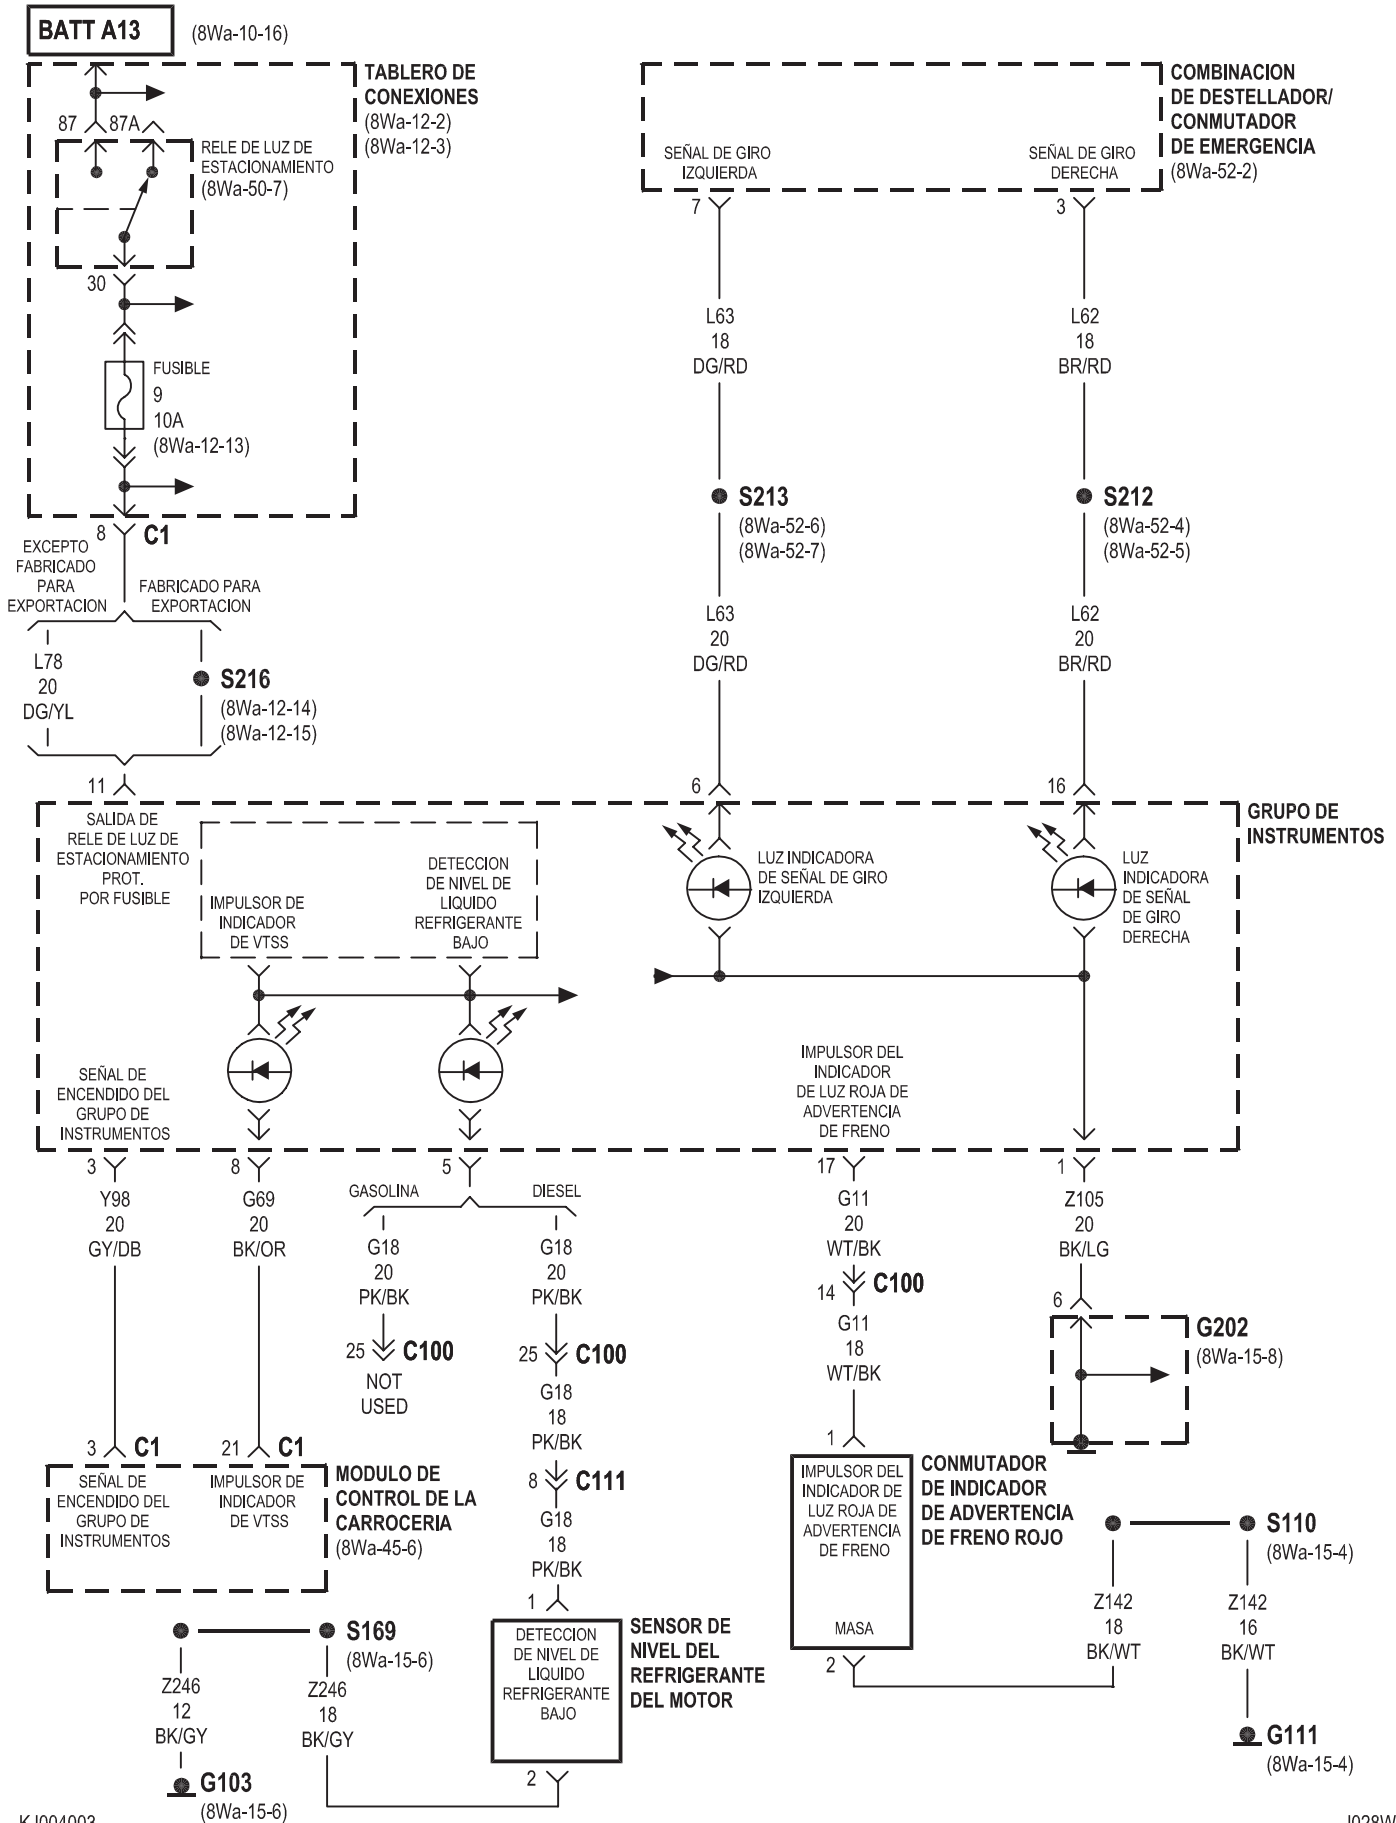 BATT A13
(8Wa-10-16)
TABLERO DE
CONEXIONES
(8Wa-12-2)
(8Wa-12-3)
87
87A
RELE DE LUZ DE
ESTACIONAMIENTO
(8Wa-50-7)
30
FUSIBLE
9
10A
(8Wa-12-13)
8
C1
EXCEPTO
FABRICADO
PARA
EXPORTACION
FABRICADO PARA
EXPORTACION
L78
20
DG/YL
S216
(8Wa-12-14)
(8Wa-12-15)
11
COMBINACION
DE DESTELLADOR/
CONMUTADOR
DE EMERGENCIA
(8Wa-52-2)
SEÑAL DE GIRO
IZQUIERDA
SEÑAL DE GIRO
DERECHA
7
3
L63
18
DG/RD
L62
18
BR/RD
S213
(8Wa-52-6)
(8Wa-52-7)
S212
(8Wa-52-4)
(8Wa-52-5)
L63
20
DG/RD
L62
20
BR/RD
6
16
GRUPO DE
INSTRUMENTOS
SALIDA DE
RELE DE LUZ DE
ESTACIONAMIENTO
PROT.
POR FUSIBLE
IMPULSOR DE
INDICADOR
DE VTSS
DETECCION
DE NIVEL DE
LIQUIDO
REFRIGERANTE
BAJO
LUZ INDICADORA
DE SEÑAL DE GIRO
IZQUIERDA
LUZ
INDICADORA
DE SEÑAL
DE GIRO
DERECHA
SEÑAL DE
ENCENDIDO DEL
GRUPO DE
INSTRUMENTOS
IMPULSOR DEL
INDICADOR
DE LUZ ROJA DE
ADVERTENCIA
DE FRENO
3
8
5
17
1
Y98
20
GY/DB
G69
20
BK/OR
GASOLINA
DIESEL
G18
20
PK/BK
G18
20
PK/BK
25
C100
NOT
USED
25
C100
G18
18
PK/BK
8
C111
G18
18
PK/BK
1
G11
20
WT/BK
14
C100
G11
18
WT/BK
1
Z105
20
BK/LG
6
G202
(8Wa-15-8)
3
C1
21
C1
SEÑAL DE
ENCENDIDO DEL
GRUPO DE
INSTRUMENTOS
IMPULSOR DE
INDICADOR
DE VTSS
MODULO DE
CONTROL DE LA
CARROCERIA
(8Wa-45-6)
IMPULSOR DEL
INDICADOR DE
LUZ ROJA DE
ADVERTENCIA
DE FRENO
MASA
2
CONMUTADOR
DE INDICADOR
DE ADVERTENCIA
DE FRENO ROJO
S110
(8Wa-15-4)
Z142
18
BK/WT
Z142
16
BK/WT
G111
(8Wa-15-4)
S169
(8Wa-15-6)
Z246
12
BK/GY
Z246
18
BK/GY
G103
(8Wa-15-6)
DETECCION
DE NIVEL DE
LIQUIDO
REFRIGERANTE
BAJO
2
SENSOR DE
NIVEL DEL
REFRIGERANTE
DEL MOTOR
KJ004003
J028W